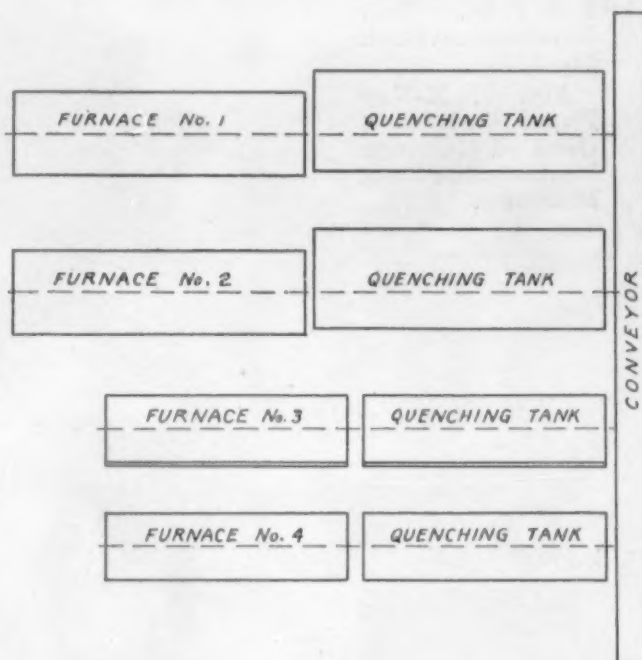 FURNACE No. 1
QUENCHING TANK
FURNACE No. 2
QUENCHING TANK
FURNACE No. 3
QUENCHING TANK
FURNACE No. 4
QUENCHING TANK
CONVEYOR